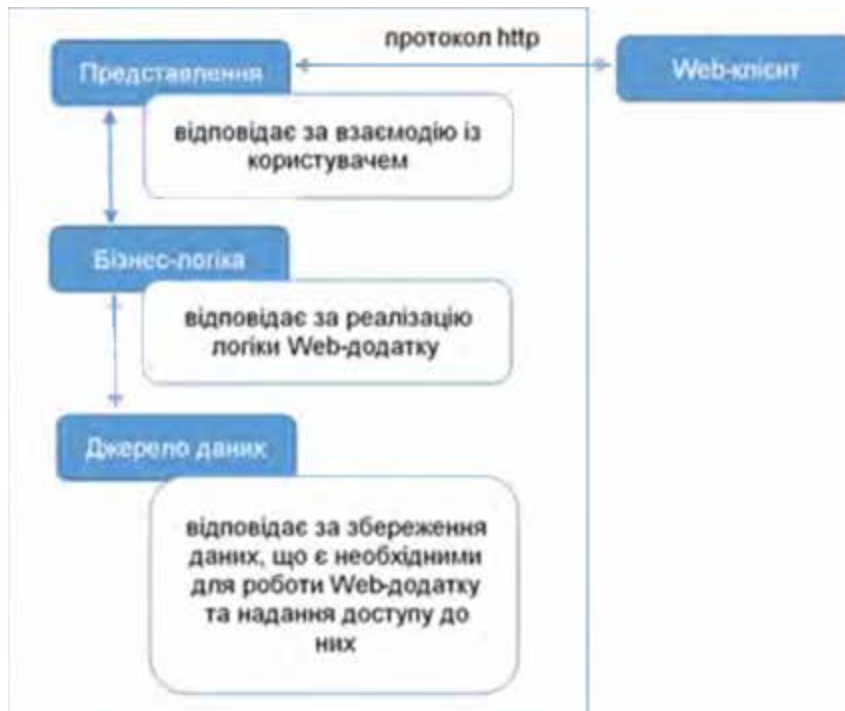 протокол http
Представлення
Web-клієнт
відповідає за взаємодію із
користувачем
Бізнес-логіка
відповідає за реалізацію
логіки Web-додатку
Джерело даних
відповідає за збереження
даних, що є необхідними
для роботи Web-додатку
та надання доступу до
них